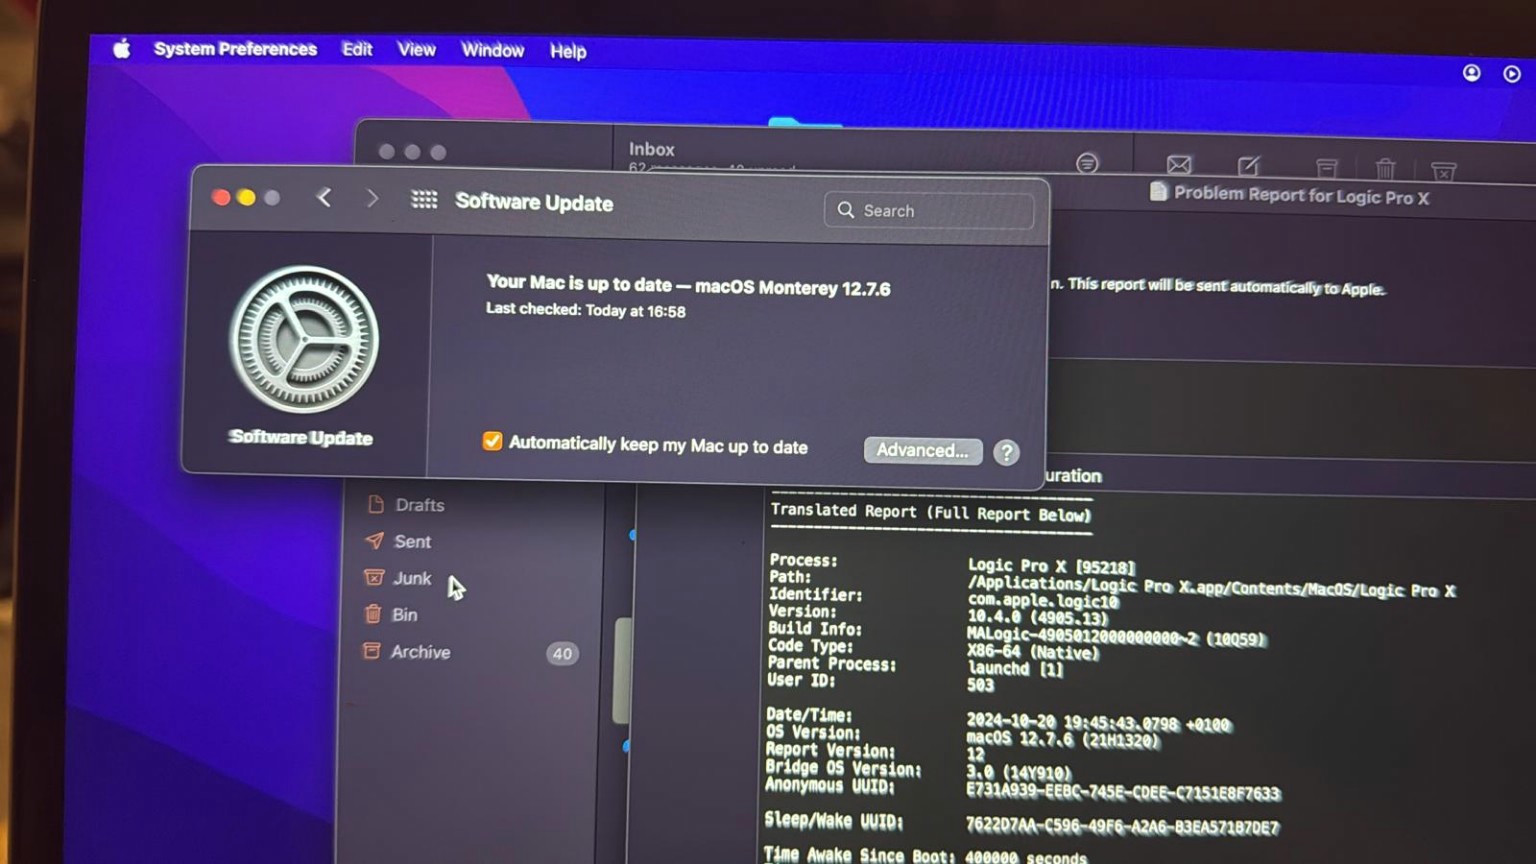 System Preferences Edit View Window Help
Inbox
Software Update
Search
Problem Report for Logic Pro X
Your Mac is up to date — macOS Monterey 12.7.6
Last checked: Today at 16:58
n. This report will be sent automatically to Apple.
Software Update
Automatically keep my Mac up to date
Advanced...
?
uration
Drafts
Sent
Junk
Bin
Archive 40
Translated Report (Full Report Below)
Process: Logic Pro X [95218]
Path: /Applications/Logic Pro X.app/Contents/MacOS/Logic Pro X
Identifier: com.apple.logic10
Version: 10.4.0 (4905.13)
Build Info: MALogic-4905012000000000~2 (10Q59)
Code Type: X86-64 (Native)
Parent Process: launchd [1]
User ID: 503
Date/Time: 2024-10-20 19:45:43.0798 +0100
OS Version: macOS 12.7.6 (21H1320)
Report Version: 12
Bridge OS Version: 3.0 (14Y910)
Anonymous UUID: E731A939-EEBC-745E-CDEE-C7151E8F7633
Sleep/Wake UUID: 7622D7AA-C596-49F6-A2A6-B3EA571B7DE7
Time Awake Since Boot: 400000 seconds